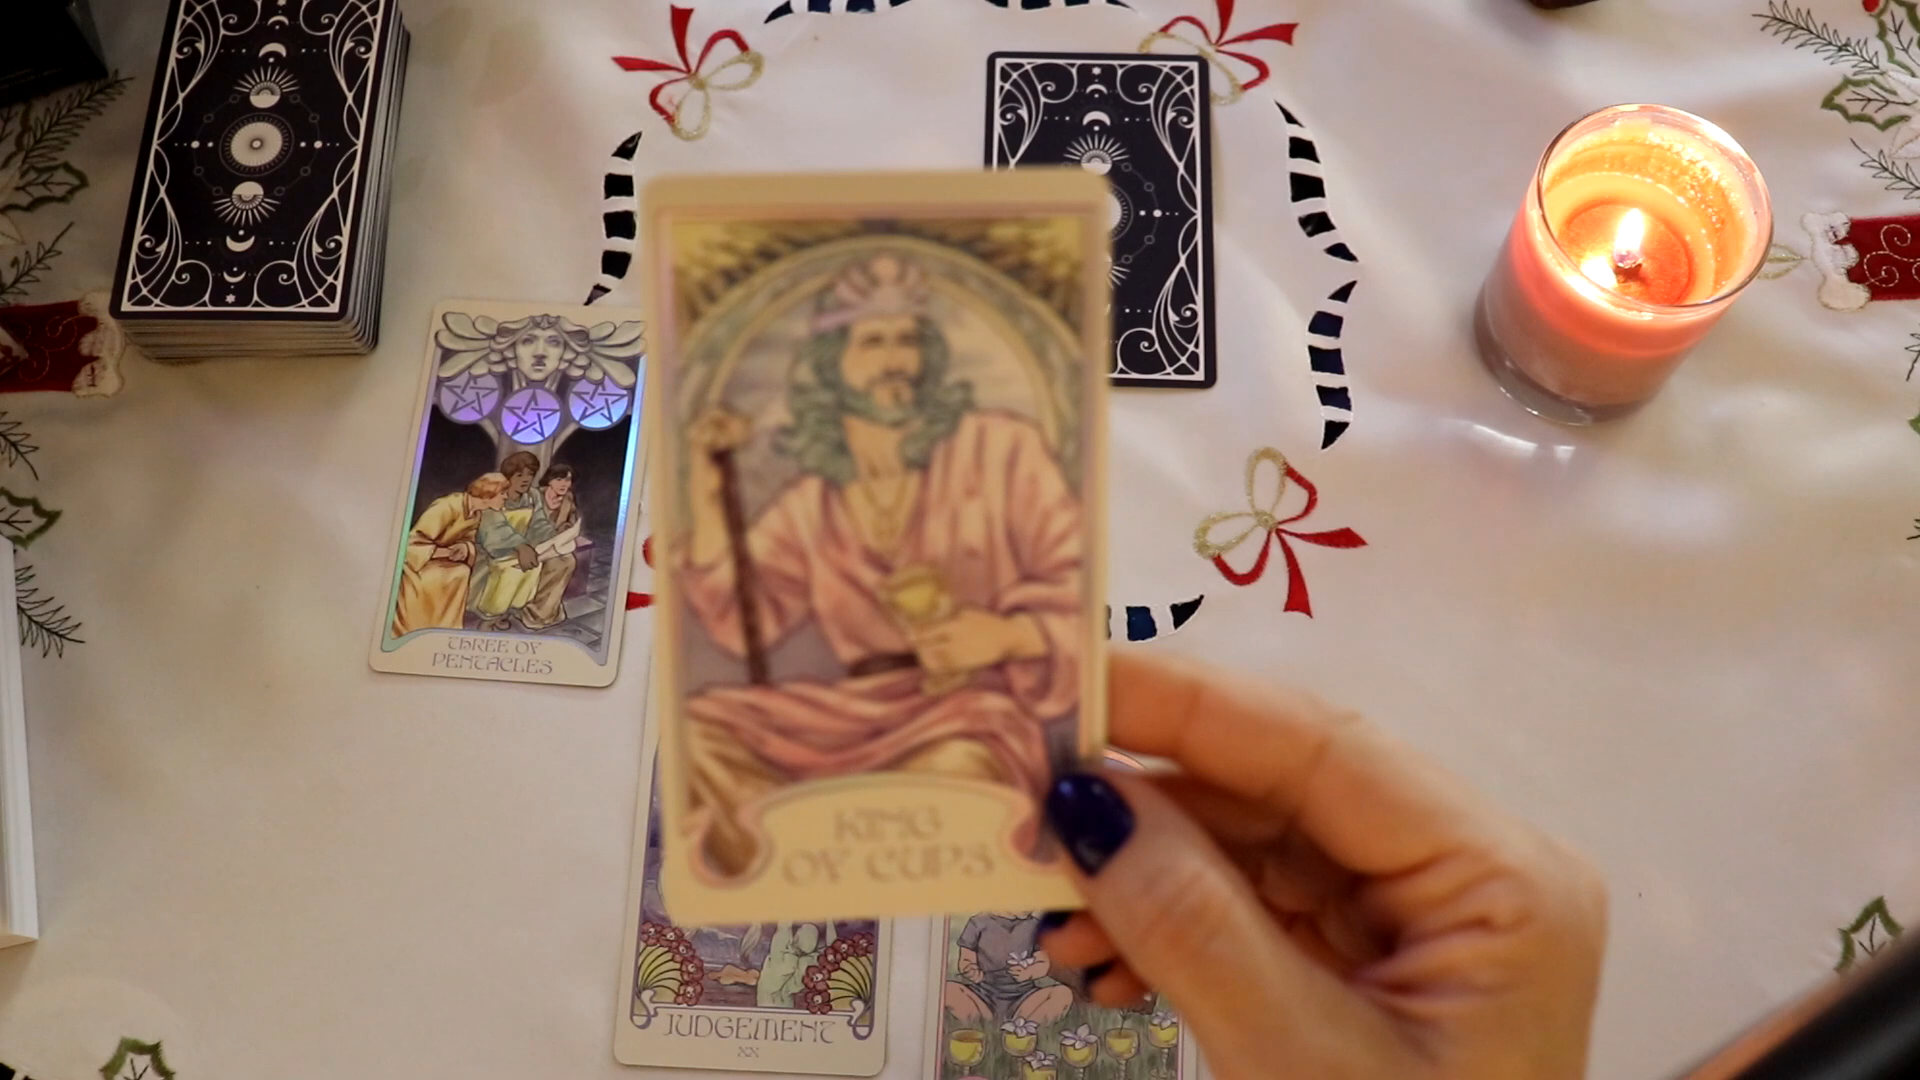 THREE OF
PENTACLES
KING
OF CUPS
JUDGEMENT
XX